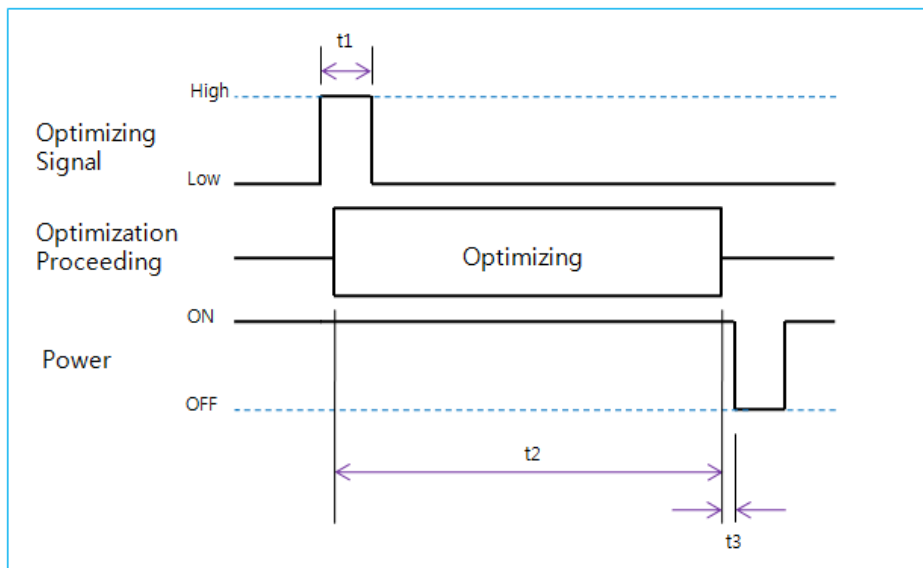 t1
High
Optimizing
Signal
Low
Optimization
Proceeding
Optimizing
ON
Power
OFF
t2
t3